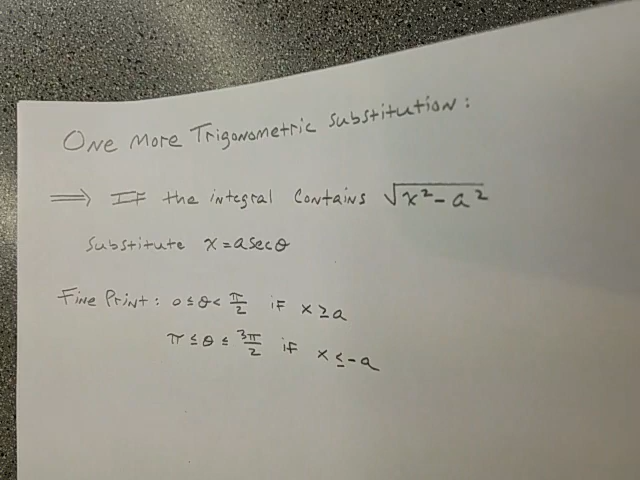 One More Trigonometric Substitution:
⟹ If the integral contains √(x² - a²)
Substitute x = a sec θ
Fine Print: 0 ≤ θ < π/2 if x ≥ a
π ≤ θ ≤ 3π/2 if x ≤ -a